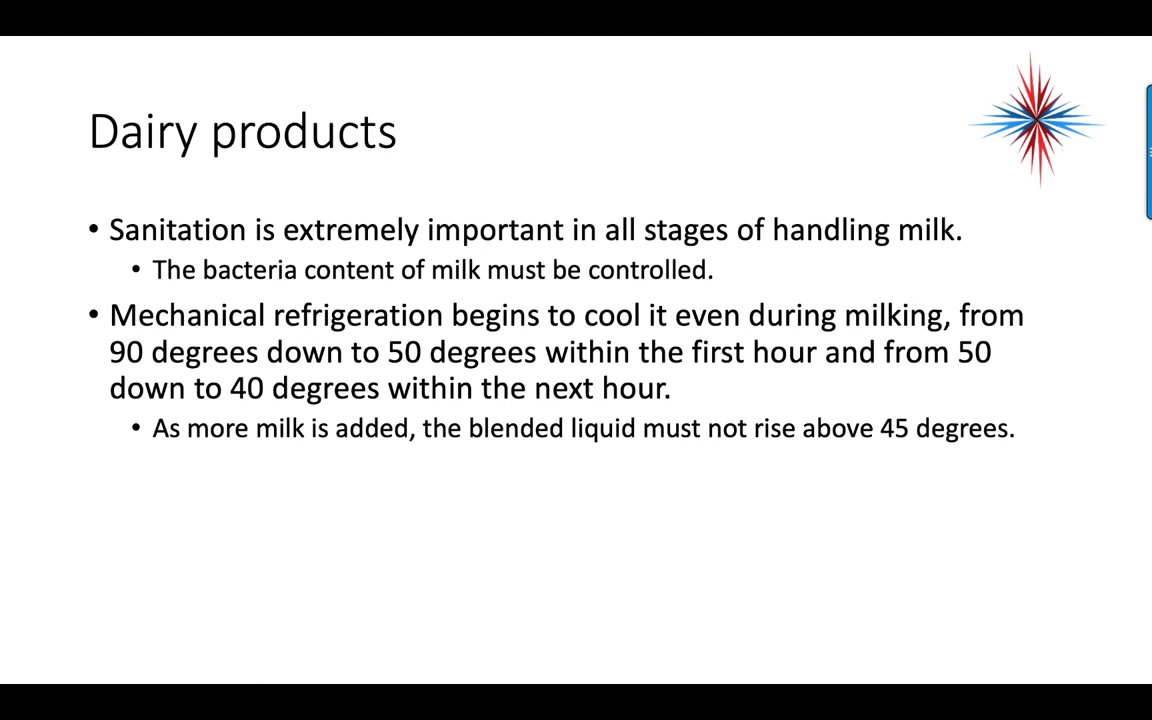 Dairy products
• Sanitation is extremely important in all stages of handling milk.
• The bacteria content of milk must be controlled.
• Mechanical refrigeration begins to cool it even during milking, from
90 degrees down to 50 degrees within the first hour and from 50
down to 40 degrees within the next hour.
• As more milk is added, the blended liquid must not rise above 45 degrees.